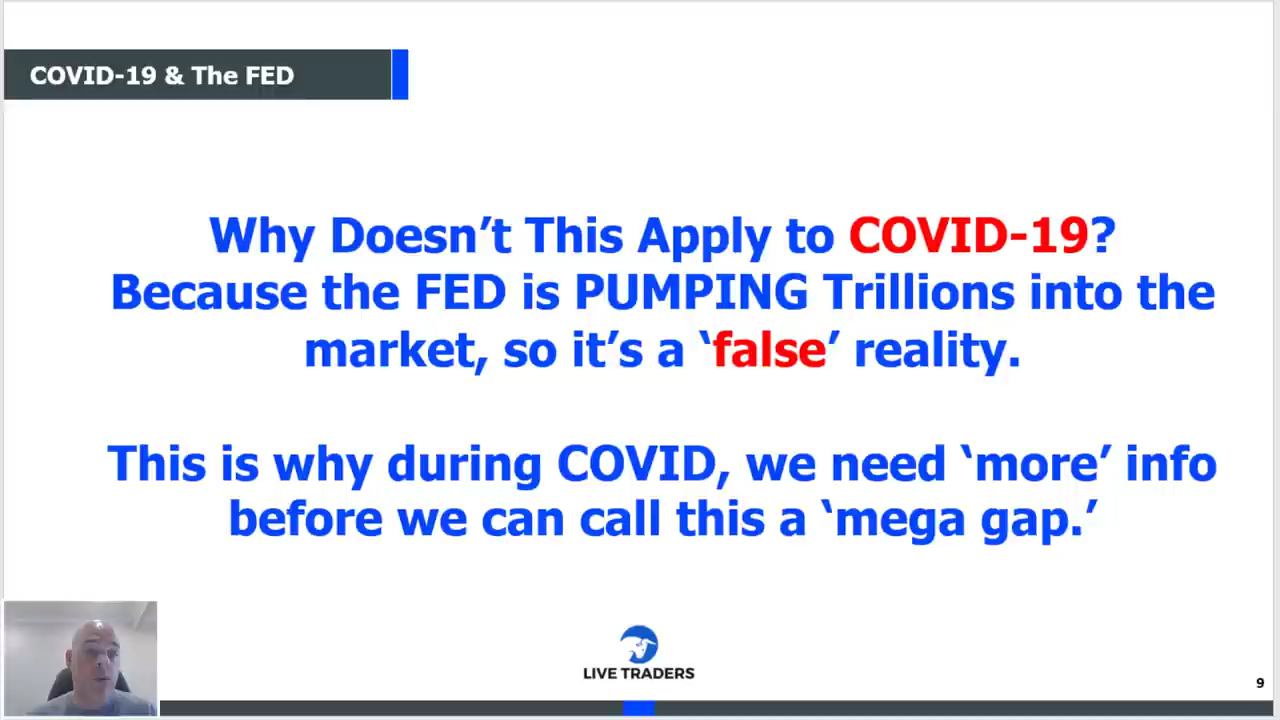 COVID-19 & The FED
Why Doesn’t This Apply to COVID-19?
Because the FED is PUMPING Trillions into the
market, so it’s a ‘false’ reality.
This is why during COVID, we need ‘more’ info
before we can call this a ‘mega gap.’
LIVE TRADERS
9